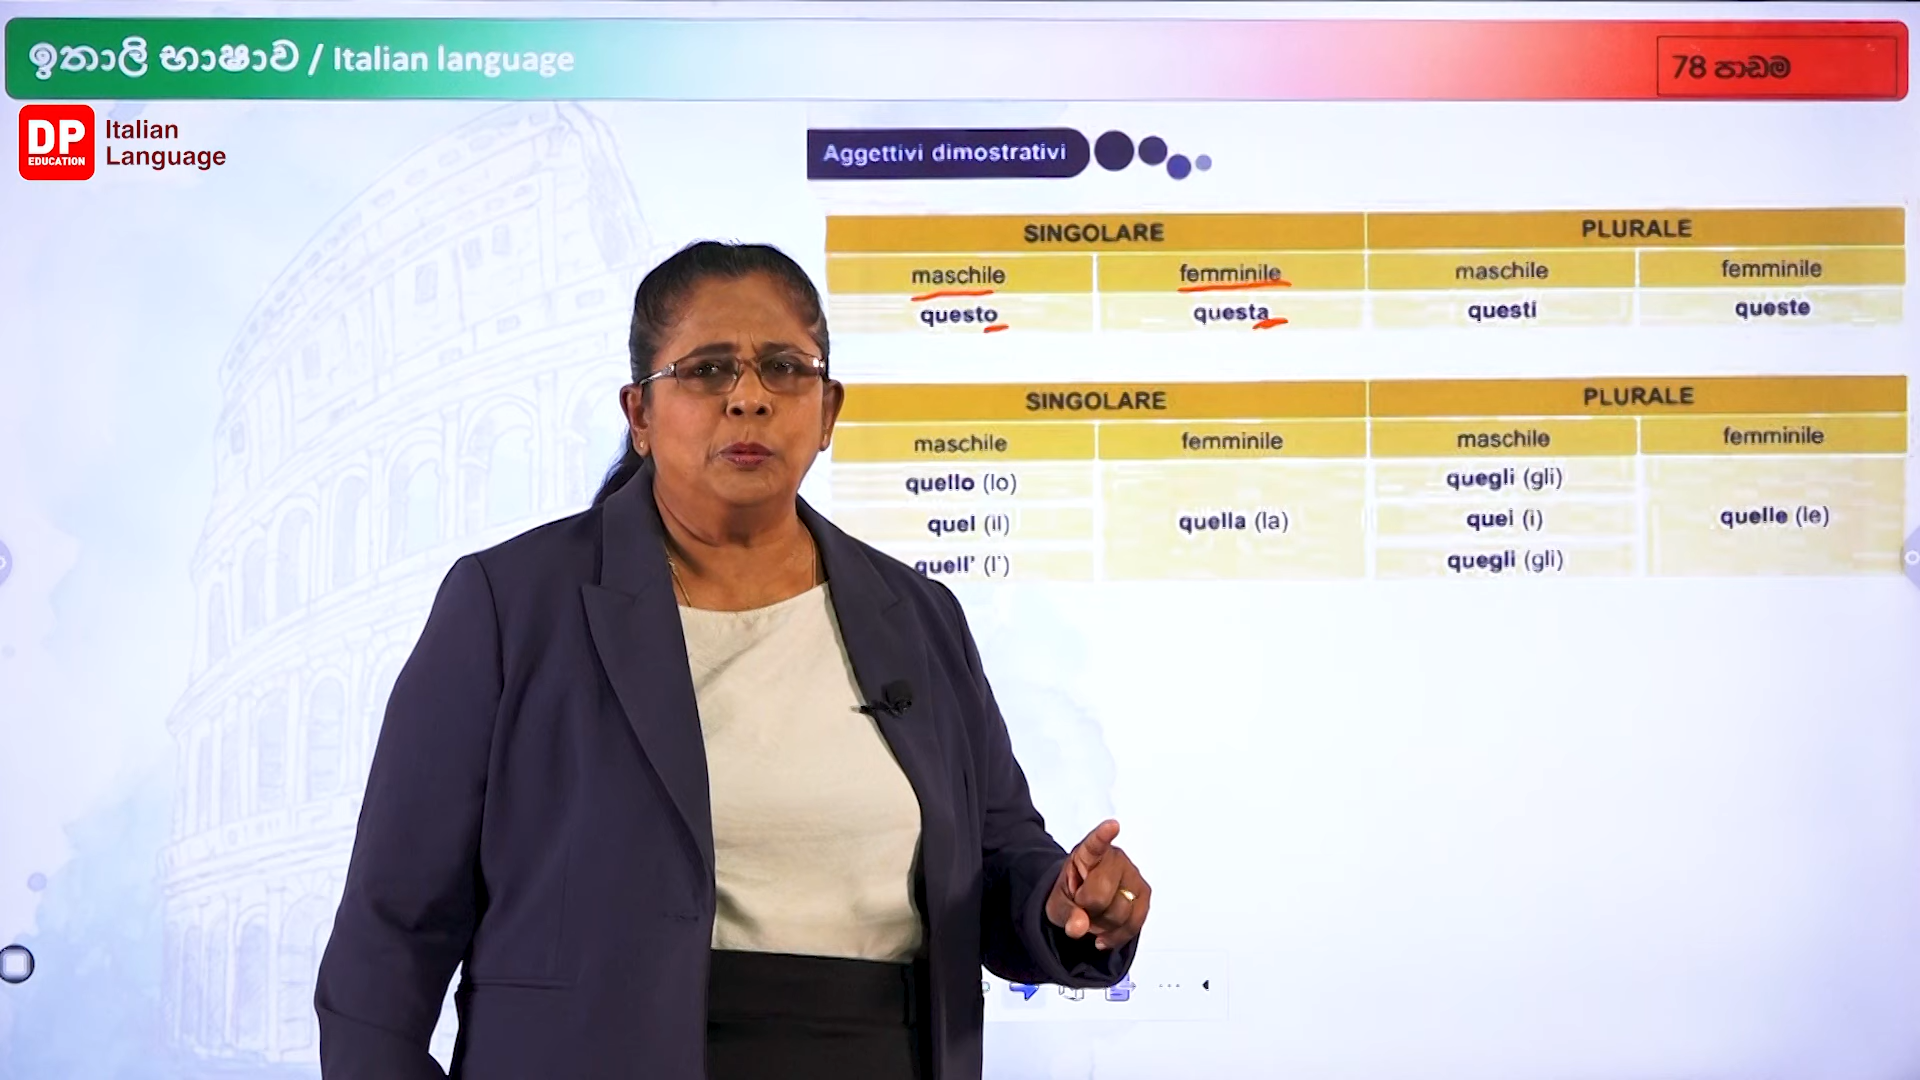 ඉතාලි භාෂාව / Italian language
78 පාඩම
DP EDUCATION
Italian Language
Aggettivi dimostrativi
SINGOLARE PLURALE
maschile femminile maschile femminile
questo questa questi queste
SINGOLARE PLURALE
maschile femminile maschile femminile
quello (lo) quegli (gli)
quel (il) quella (la) quei (i) quelle (le)
quell' (l') quegli (gli)